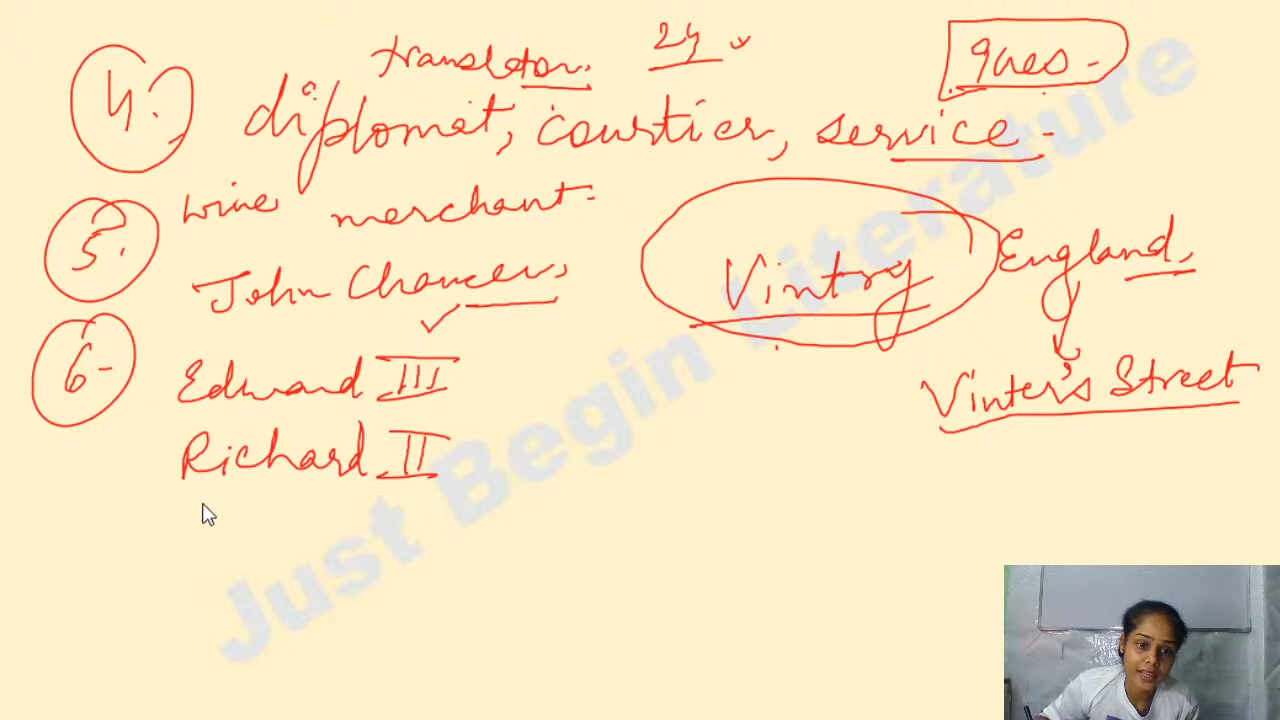 translator. 24 ques.
4. diplomat, courtier, service.
5. wine merchant.
Vintry England,
John Chaucer,
6- Edward III
Vinter's Street
Richard II
Just Begin Literature